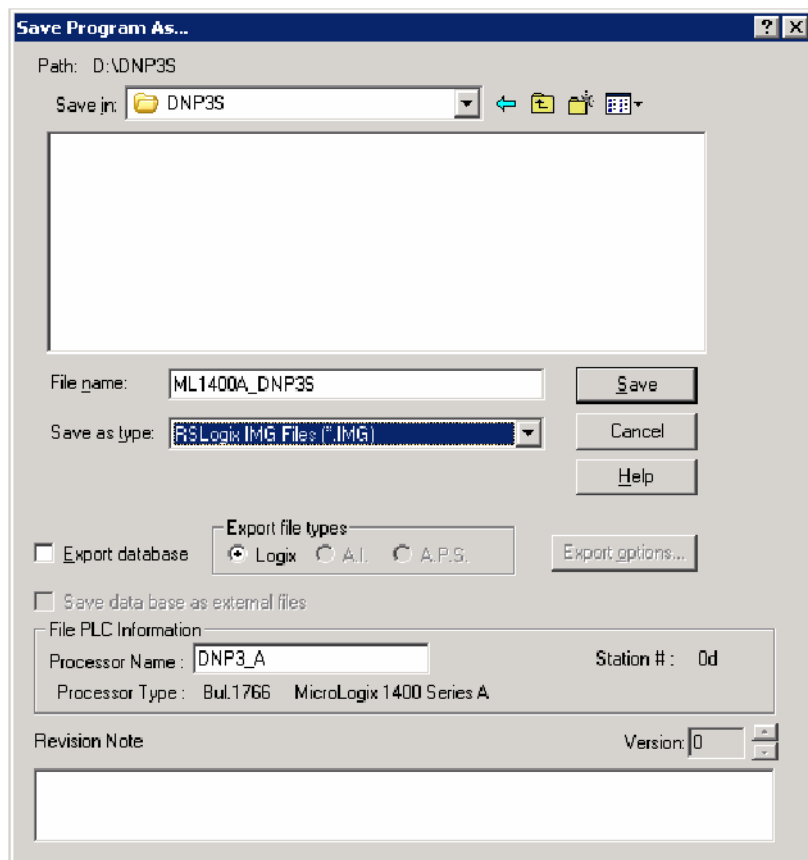 Save Program As...
Path: D:\DNP3S
Save in: DNP3S
File name: ML1400A_DNP3S Save
Save as type: RSLogix IMG Files (*.IMG) Cancel
Help
Export file types
Export database Logix A.I. A.P.S. Export options...
Save data base as external files
File PLC Information
Processor Name : DNP3_A Station # : 0d
Processor Type : Bul.1766 MicroLogix 1400 Series A
Revision Note Version: 0